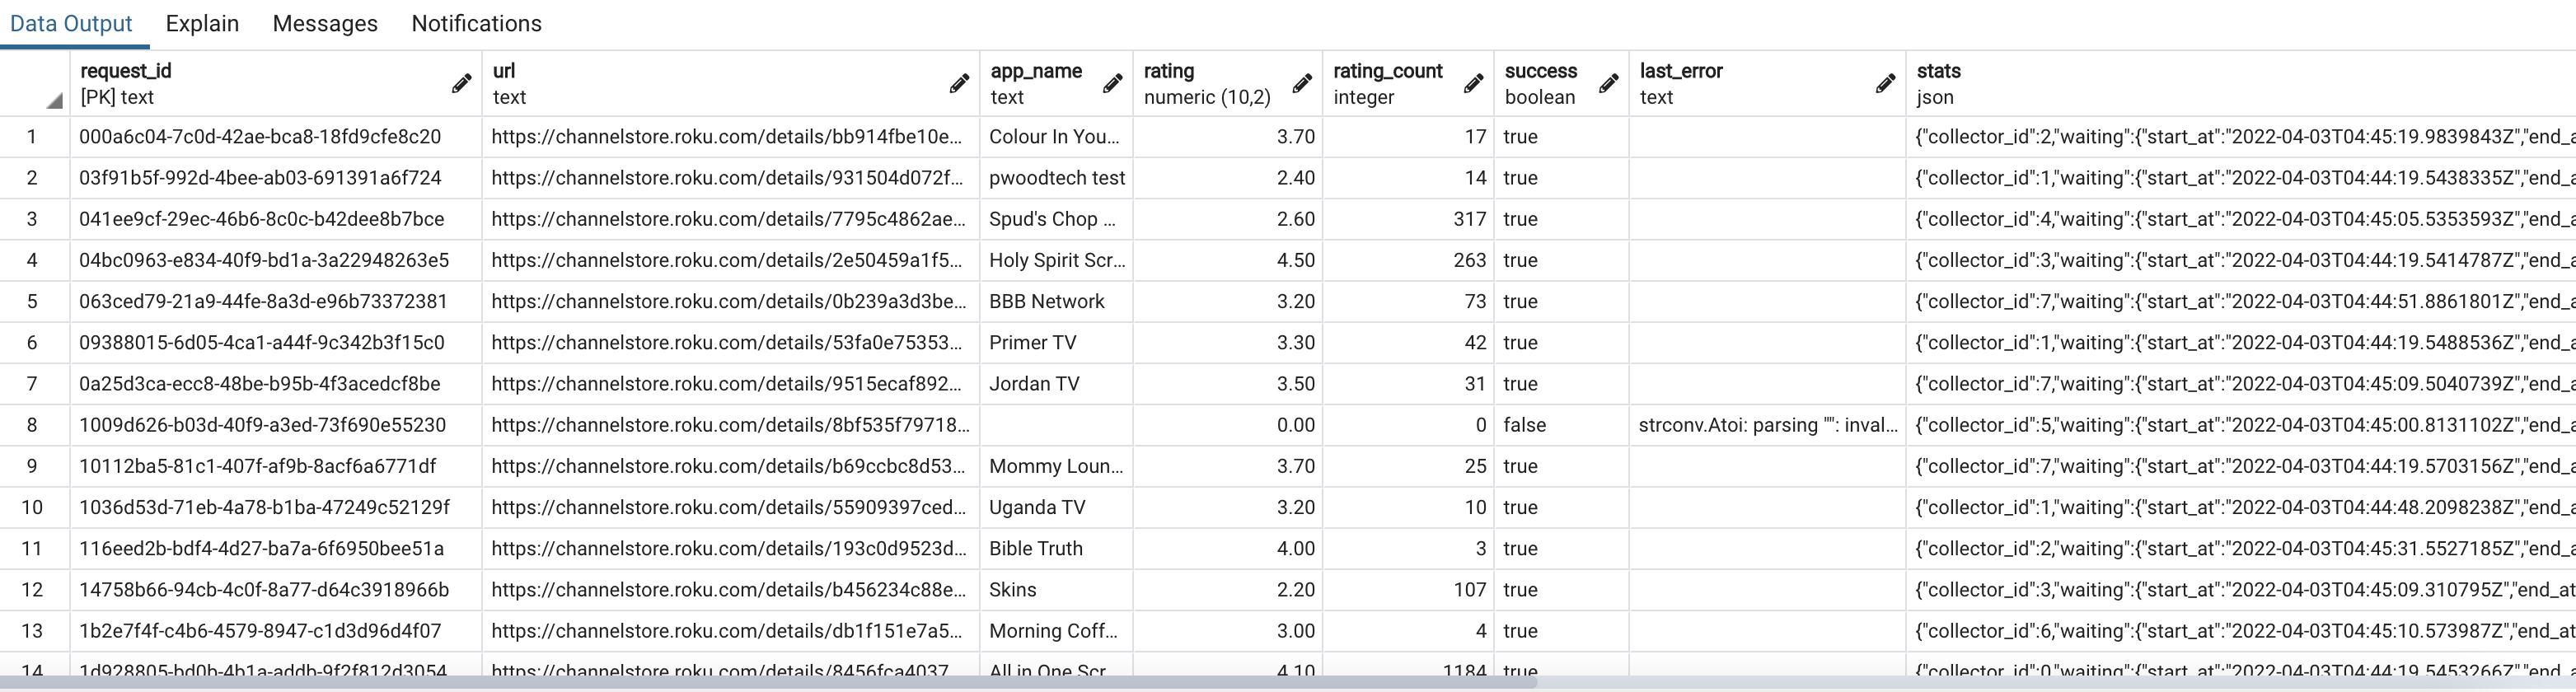 Data Output Explain Messages Notifications
request_id url app_name rating rating_count success last_error stats
[PK] text text text numeric (10,2) integer boolean text json
1 000a6c04-7c0d-42ae-bca8-18fd9cfe8c20 https://channelstore.roku.com/details/bb914fbe10e... Colour In You... 3.70 17 true {"collector_id":2,"waiting":{"start_at":"2022-04-03T04:45:19.9839843Z","end_a
2 03f91b5f-992d-4bee-ab03-691391a6f724 https://channelstore.roku.com/details/931504d072f... pwoodtech test 2.40 14 true {"collector_id":1,"waiting":{"start_at":"2022-04-03T04:44:19.5438335Z","end_a
3 041ee9cf-29ec-46b6-8c0c-b42dee8b7bce https://channelstore.roku.com/details/7795c4862ae... Spud's Chop ... 2.60 317 true {"collector_id":4,"waiting":{"start_at":"2022-04-03T04:45:05.5353593Z","end_a
4 04bc0963-e834-40f9-bd1a-3a22948263e5 https://channelstore.roku.com/details/2e50459a1f5... Holy Spirit Scr... 4.50 263 true {"collector_id":3,"waiting":{"start_at":"2022-04-03T04:44:19.5414787Z","end_a
5 063ced79-21a9-44fe-8a3d-e96b73372381 https://channelstore.roku.com/details/0b239a3d3be... BBB Network 3.20 73 true {"collector_id":7,"waiting":{"start_at":"2022-04-03T04:44:51.8861801Z","end_a
6 09388015-6d05-4ca1-a44f-9c342b3f15c0 https://channelstore.roku.com/details/53fa0e75353... Primer TV 3.30 42 true {"collector_id":1,"waiting":{"start_at":"2022-04-03T04:44:19.5488536Z","end_a
7 0a25d3ca-ecc8-48be-b95b-4f3acedcf8be https://channelstore.roku.com/details/9515ecaf892... Jordan TV 3.50 31 true {"collector_id":7,"waiting":{"start_at":"2022-04-03T04:45:09.5040739Z","end_a
8 1009d626-b03d-40f9-a3ed-73f690e55230 https://channelstore.roku.com/details/8bf535f79718... 0.00 0 false strconv.Atoi: parsing "": inval... {"collector_id":5,"waiting":{"start_at":"2022-04-03T04:45:00.8131102Z","end_a
9 10112ba5-81c1-407f-af9b-8acf6a6771df https://channelstore.roku.com/details/b69ccbc8d53... Mommy Loun... 3.70 25 true {"collector_id":7,"waiting":{"start_at":"2022-04-03T04:44:19.5703156Z","end_a
10 1036d53d-71eb-4a78-b1ba-47249c52129f https://channelstore.roku.com/details/55909397ced... Uganda TV 3.20 10 true {"collector_id":1,"waiting":{"start_at":"2022-04-03T04:44:48.2098238Z","end_a
11 116eed2b-bdf4-4d27-ba7a-6f6950bee51a https://channelstore.roku.com/details/193c0d9523d... Bible Truth 4.00 3 true {"collector_id":2,"waiting":{"start_at":"2022-04-03T04:45:31.5527185Z","end_a
12 14758b66-94cb-4c0f-8a77-d64c3918966b https://channelstore.roku.com/details/b456234c88e... Skins 2.20 107 true {"collector_id":3,"waiting":{"start_at":"2022-04-03T04:45:09.310795Z","end_at
13 1b2e7f4f-c4b6-4579-8947-c1d3d96d4f07 https://channelstore.roku.com/details/db1f151e7a5... Morning Coff... 3.00 4 true {"collector_id":6,"waiting":{"start_at":"2022-04-03T04:45:10.573987Z","end_at
14 1d928805-bd0b-4b1a-addb-9f2f812d3054 https://channelstore.roku.com/details/8456fca4037... All in One Scr... 4.10 1184 true {"collector_id":0,"waiting":{"start_at":"2022-04-03T04:44:19.5453266Z","end_a